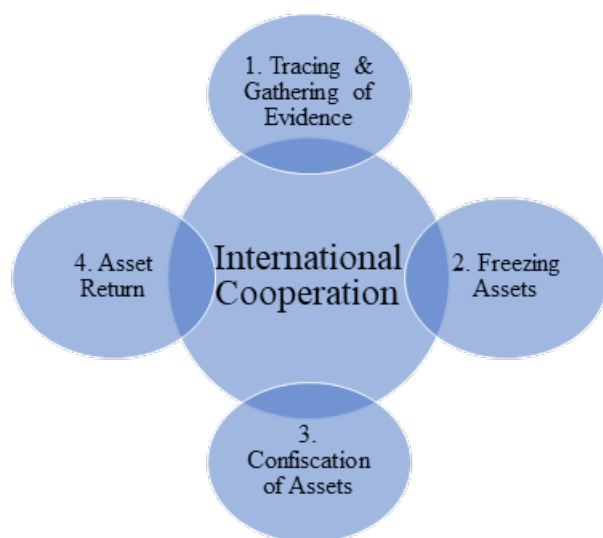 1. Tracing &
Gathering of
Evidence
International
Cooperation
2. Freezing
Assets
3.
Confiscation
of Assets
4. Asset
Return